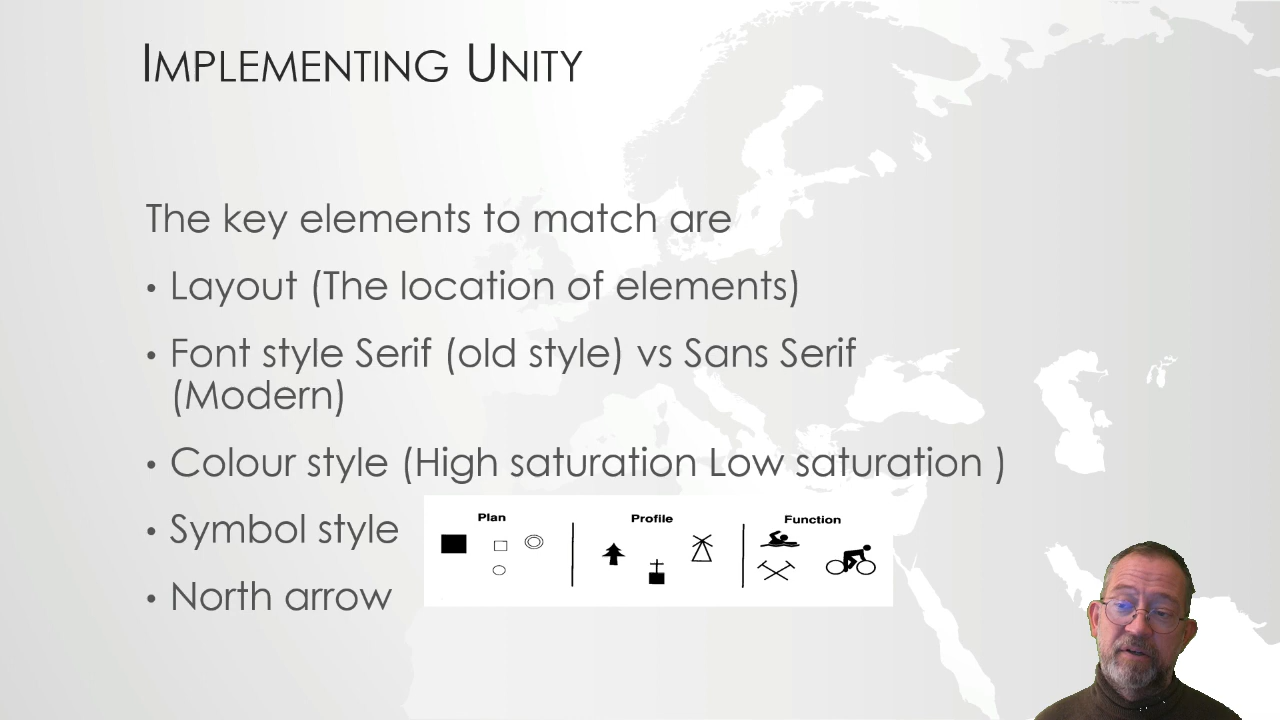 IMPLEMENTING UNITY
The key elements to match are
• Layout (The location of elements)
• Font style Serif (old style) vs Sans Serif
(Modern)
• Colour style (High saturation Low saturation )
• Symbol style
Plan Profile Function
• North arrow